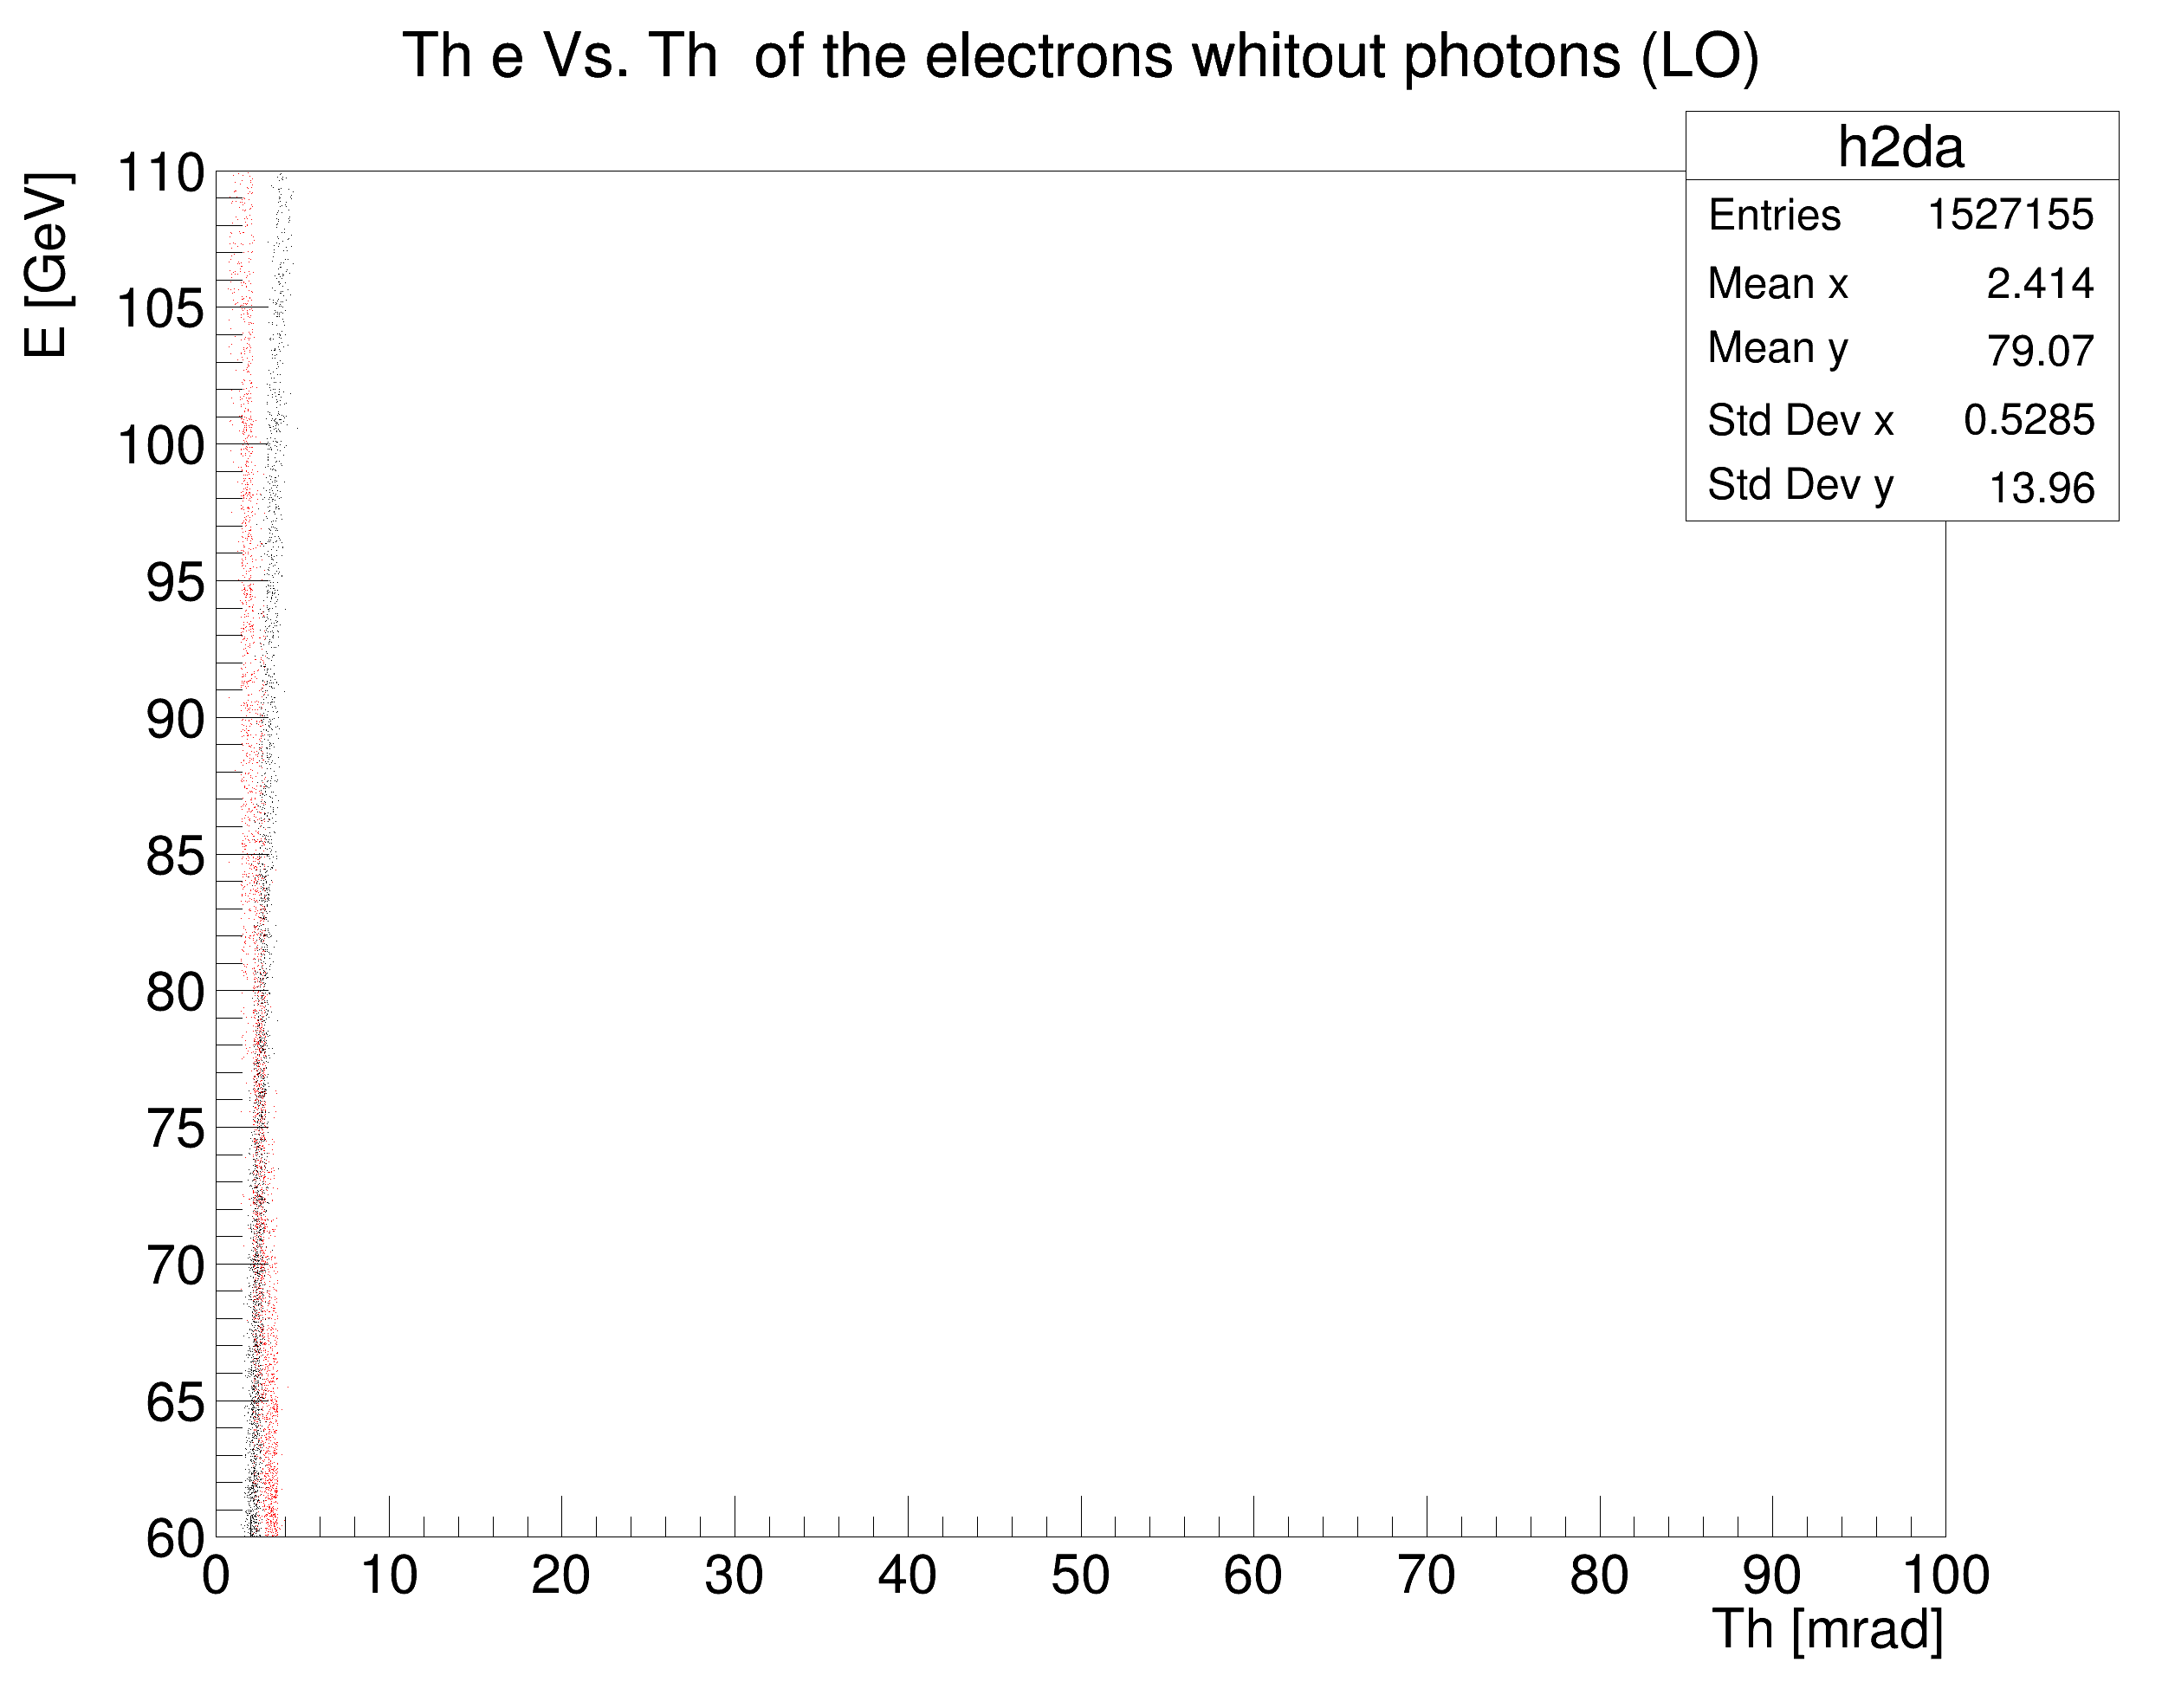 Th e Vs. Th  of the electrons whitout photons (LO)
h2da
Entries 1527155
Mean x 2.414
Mean y 79.07
Std Dev x 0.5285
Std Dev y 13.96
E [GeV]
110
105
100
95
90
85
80
75
70
65
60
0 10 20 30 40 50 60 70 80 90 100
Th [mrad]